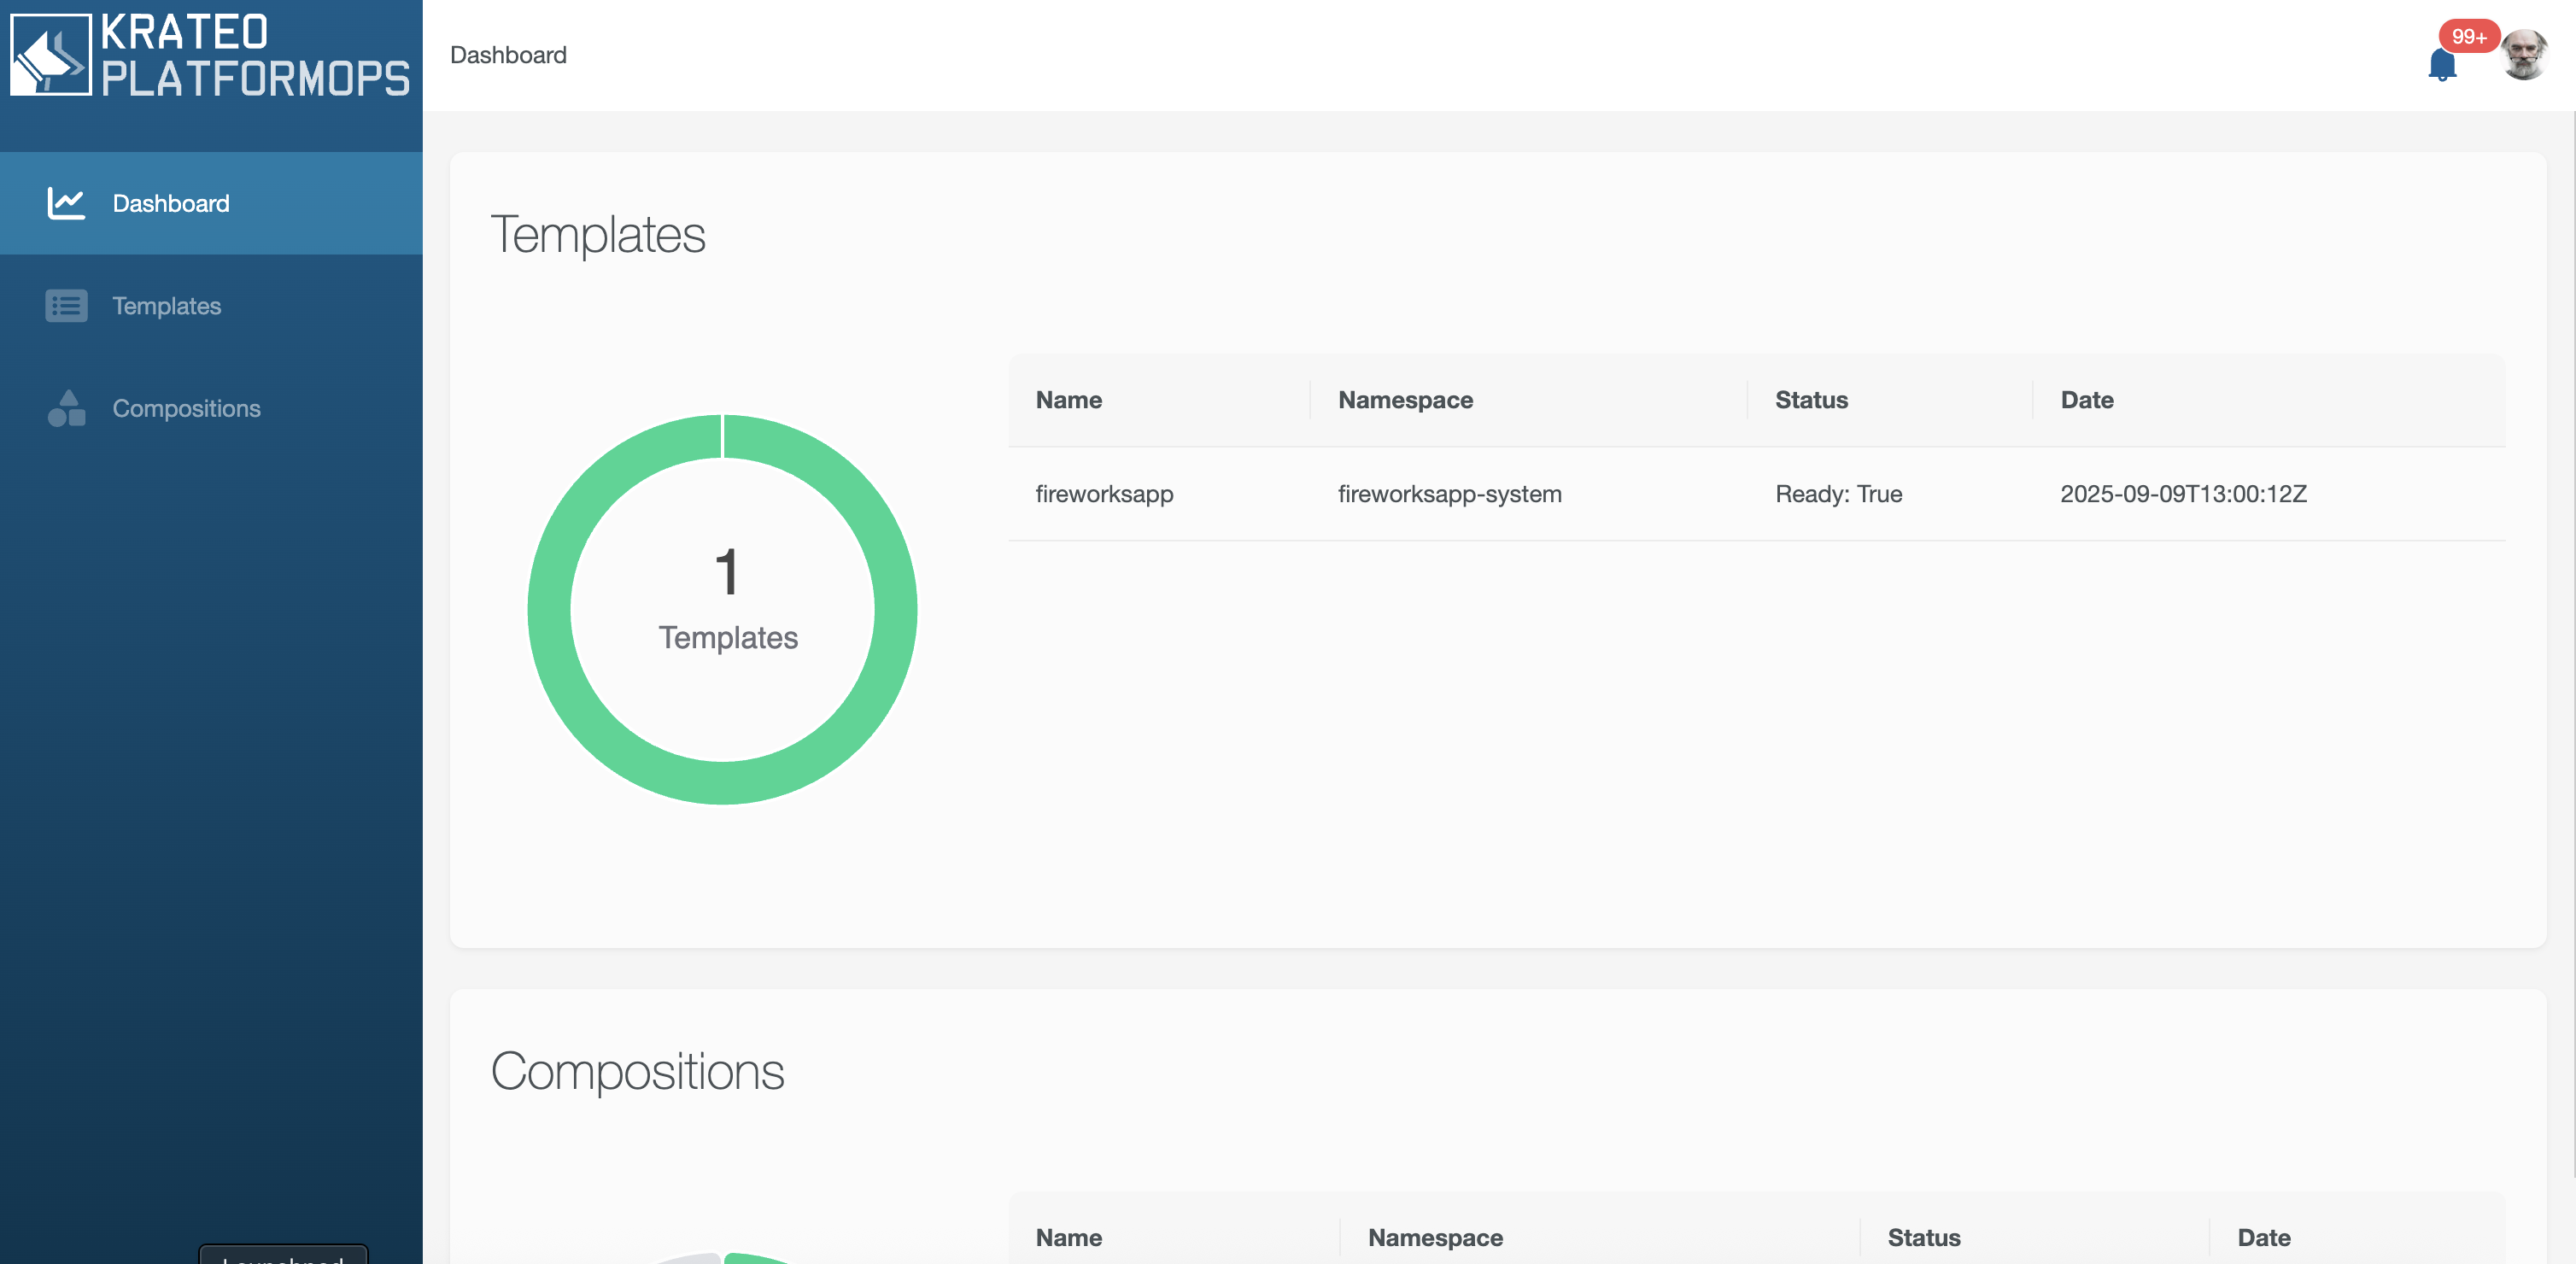 KRATEO
PLATFORMOPS
Dashboard
Templates
Compositions
Dashboard
99+
Templates
1
Templates
Name Namespace Status Date
fireworksapp fireworksapp-system Ready: True 2025-09-09T13:00:12Z
Compositions
Name Namespace Status Date